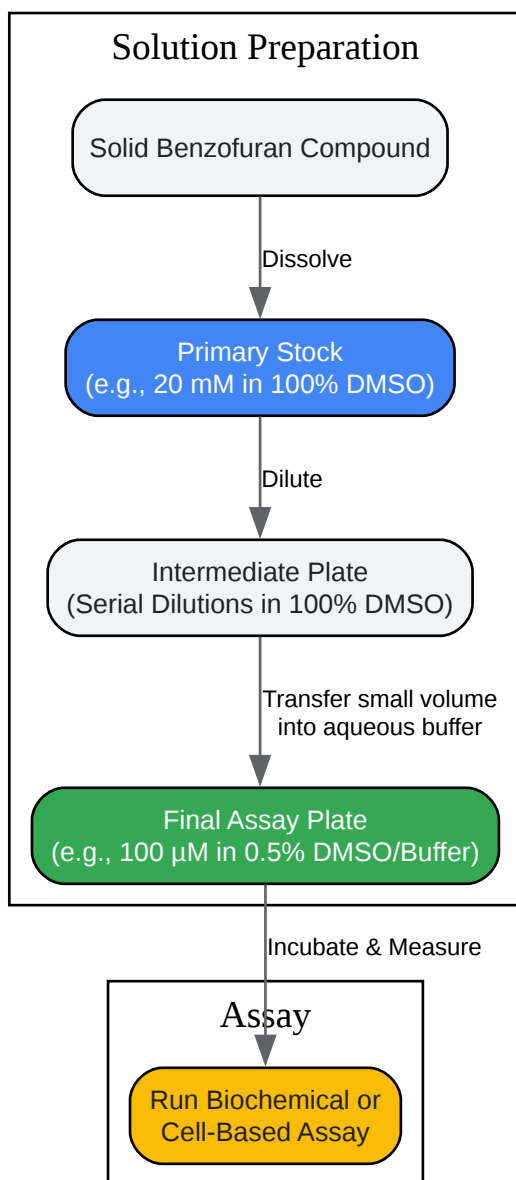 Solution Preparation
Solid Benzofuran Compound
Dissolve
Primary Stock
(e.g., 20 mM in 100% DMSO)
Dilute
Intermediate Plate
(Serial Dilutions in 100% DMSO)
Transfer small volume
into aqueous buffer
Final Assay Plate
(e.g., 100 µM in 0.5% DMSO/Buffer)
Incubate & Measure
Assay
Run Biochemical or
Cell-Based Assay